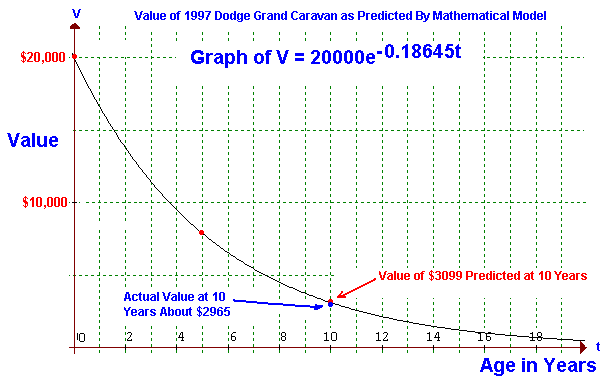 V
Value of 1997 Dodge Grand Caravan as Predicted By Mathematical Model
Graph of V = 20000e^-0.18645t
$20,000
Value
$10,000
Value of $3099 Predicted at 10 Years
Actual Value at 10
Years About $2965
0 2 4 6 8 10 12 14 16 18
t
Age in Years